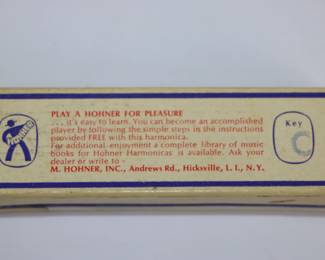 PLAY A HOHNER FOR PLEASURE
... it's easy to learn. You can become an accomplished
player by following the simple steps in the instructions
provided FREE with this harmonica.
For additional enjoyment a complete library of music
books for Hohner Harmonicas is available. Ask your
dealer or write to -
M. HOHNER, INC., Andrews Rd., Hicksville, L. I., N.Y.
Key
C